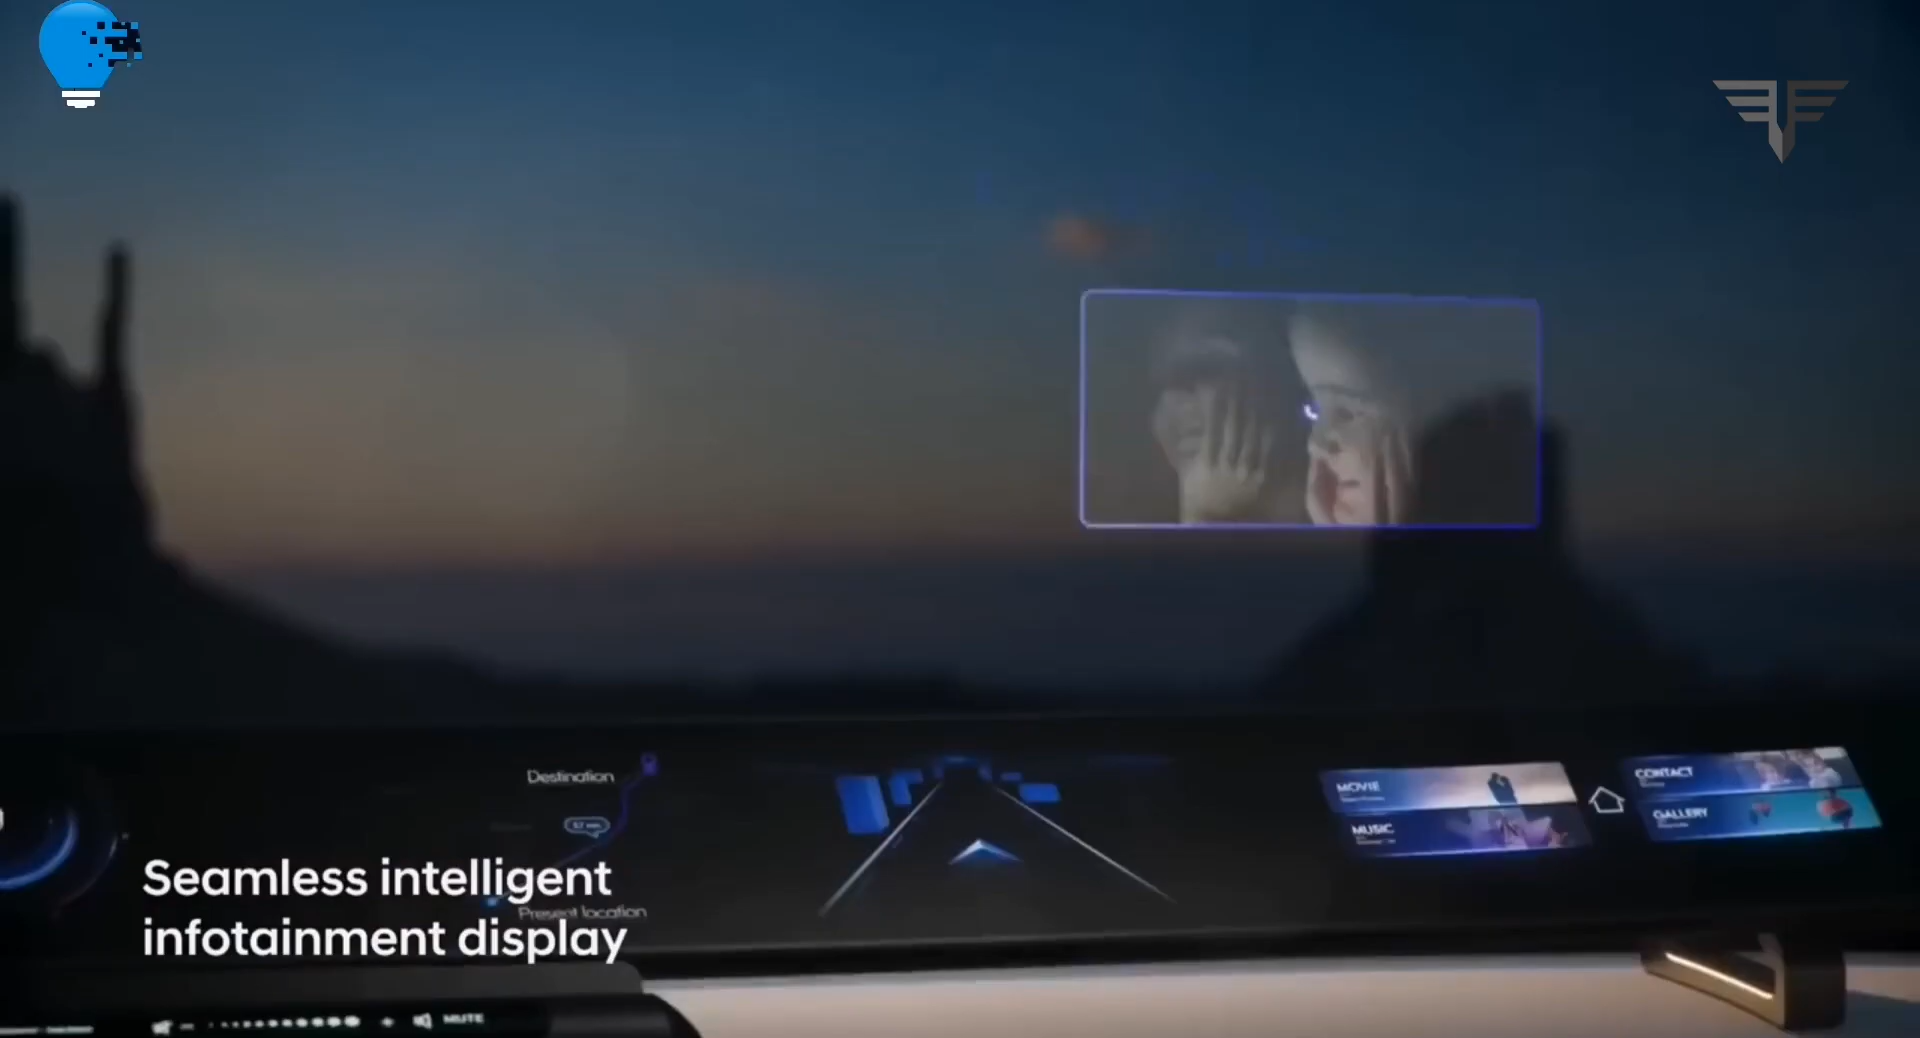 Destination
MOVIE
MUSIC
CONTACT
GALLERY
Present location
Seamless intelligent
infotainment display
MUTE